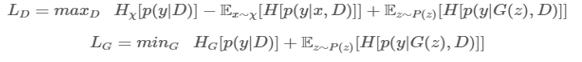 L_D = max_D  H_χ[p(y|D)] − 𝔼_{x∼χ}[H[p(y|x, D)]] + 𝔼_{z∼P(z)}[H[p(y|G(z), D)]]
L_G = min_G  H_G[p(y|D)] + 𝔼_{z∼P(z)}[H[p(y|G(z), D)]]